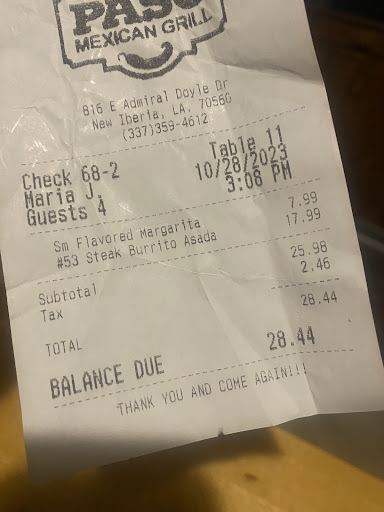 PASO
MEXICAN GRILL
816 E Admiral Doyle Dr
New Iberia, LA. 70560
(337)359-4612
Check 68-2 Table 11
Maria J. 10/28/2023
Guests 4 3:08 PM
Sm Flavored Margarita 7.99
#53 Steak Burrito Asada 17.99
Subtotal 25.98
Tax 2.46
TOTAL 28.44
BALANCE DUE 28.44
THANK YOU AND COME AGAIN!!!